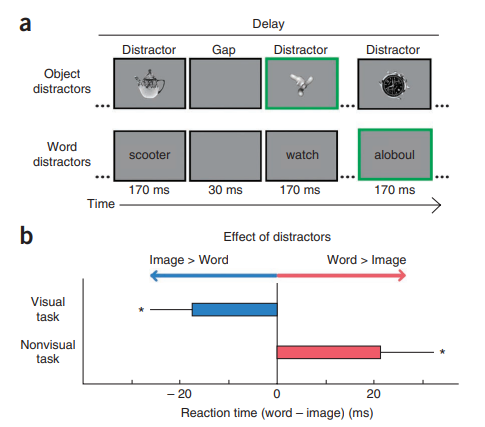 a
Delay
Distractor Gap Distractor Distractor
Object
distractors
... ... ...
Word
distractors
scooter watch aloboul
... ... ...
170 ms 30 ms 170 ms 170 ms
Time
b
Effect of distractors
Image > Word Word > Image
Visual
task
*
Nonvisual
task
*
– 20 0 20
Reaction time (word – image) (ms)